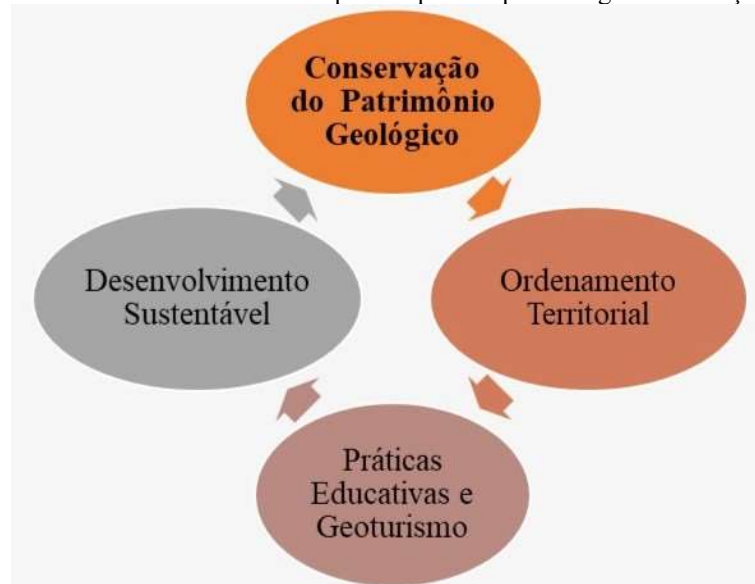 Conservação
do Patrimônio
Geológico
Desenvolvimento
Sustentável
Ordenamento
Territorial
Práticas
Educativas e
Geoturismo